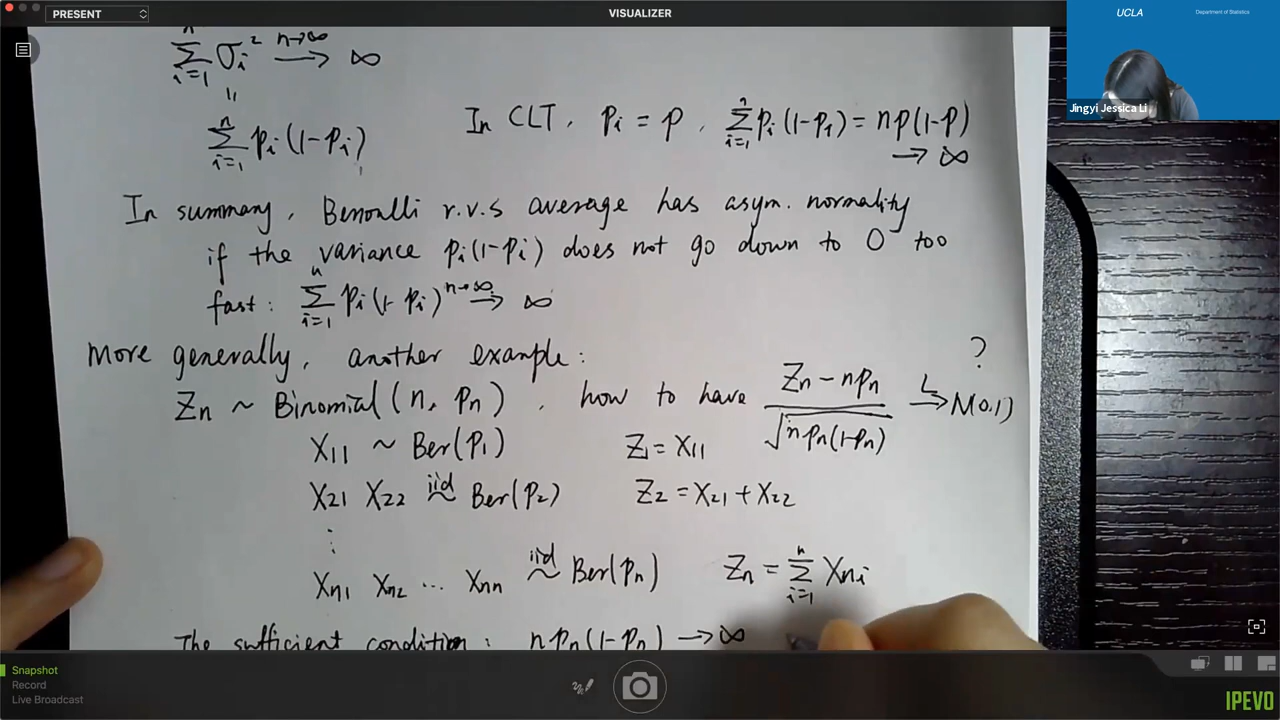 PRESENT
VISUALIZER
UCLA
Department of Statistics
Jingyi Jessica Li
n
∑ σi² n→∞ → ∞
i=1
"
n
∑ pi(1-pi)
i=1
In CLT, pi = p, ∑ᵢ₌₁ⁿ pi(1-pi) = np(1-p)
→ ∞
In summary, Bernoulli r.v.s average has asym. normality
if the variance pi(1-pi) does not go down to 0 too
fast: ∑ᵢ₌₁ⁿ pi(1-pi) n→∞ → ∞
More generally, another example:
Zn ~ Binomial(n, pn), how to have (Zn - npn)/√(npn(1-pn)) L→ N(0,1) ?
X11 ~ Ber(p1) Z1 = X11
X21 X22 iid~ Ber(p2) Z2 = X21 + X22
⋮
Xn1 Xn2 ... Xnn iid~ Ber(pn) Zn = ∑ᵢ₌₁ⁿ Xni
The sufficient condition: npn(1-pn) → ∞
Snapshot
Record
Live Broadcast
IPEVO